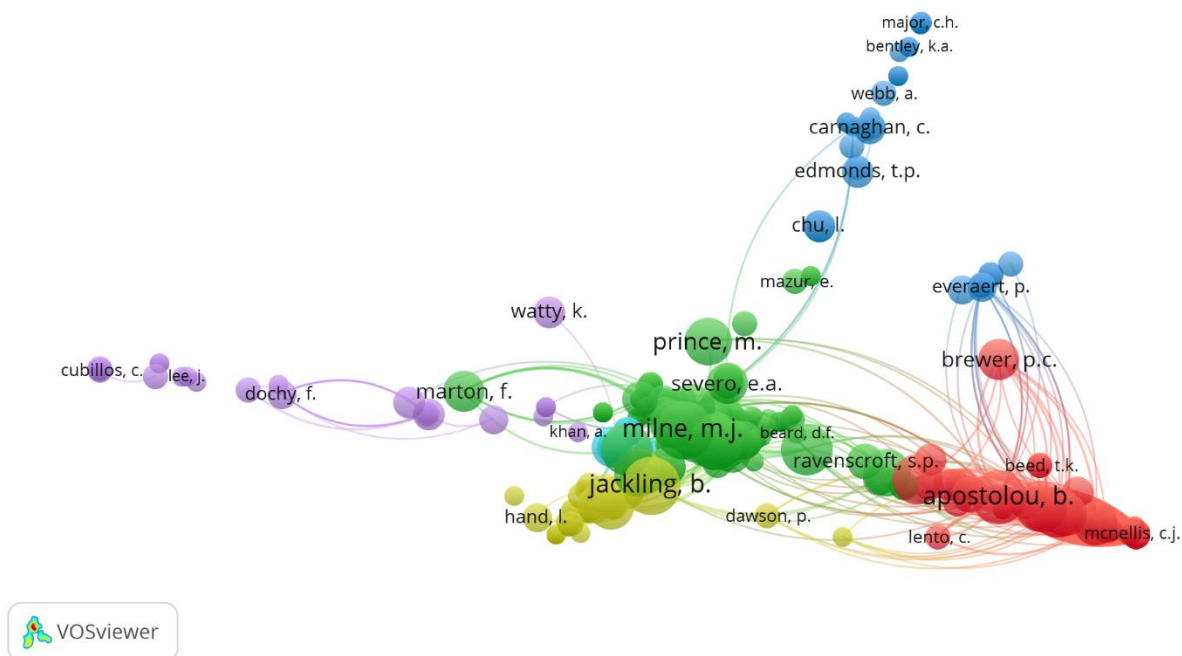 major, c.h.
bentley, k.a.
webb, a.
carnaghan, c.
edmonds, t.p.
chu, l.
mazur, e.
everaert, p.
watty, k.
prince, m.
brewer, p.c.
cubillos, c.
lee, j.
severo, e.a.
dochy, f.
marton, f.
khan, a.
milne, m.j.
beard, d.f.
ravenscroft, s.p.
beed, t.k.
jackling, b.
apostolou, b.
hand, l.
dawson, p.
lento, c.
mcnellis, c.j.
VOSviewer